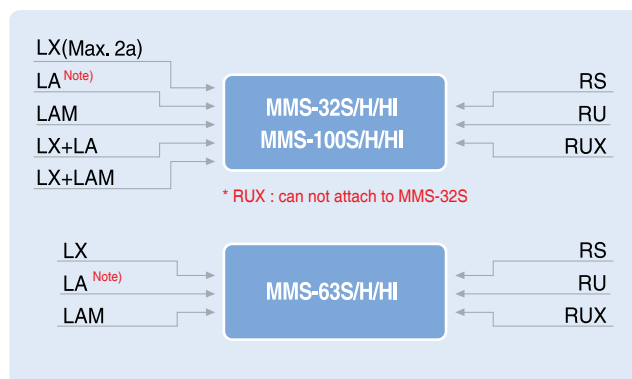 LX(Max. 2a)
LA Note)
LAM
LX+LA
LX+LAM
MMS-32S/H/HI
MMS-100S/H/HI
RS
RU
RUX
* RUX : can not attach to MMS-32S
LX
LA Note)
LAM
MMS-63S/H/HI
RS
RU
RUX